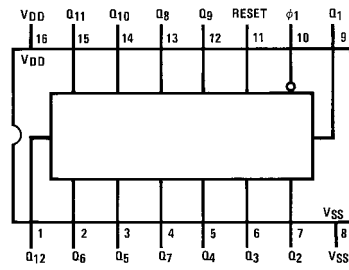 VDD Q11 Q10 Q8 Q9 RESET ϕ1 Q1
16 15 14 13 12 11 10 9
VDD
VSS
1 2 3 4 5 6 7 8
Q12 Q6 Q5 Q7 Q4 Q3 Q2 VSS